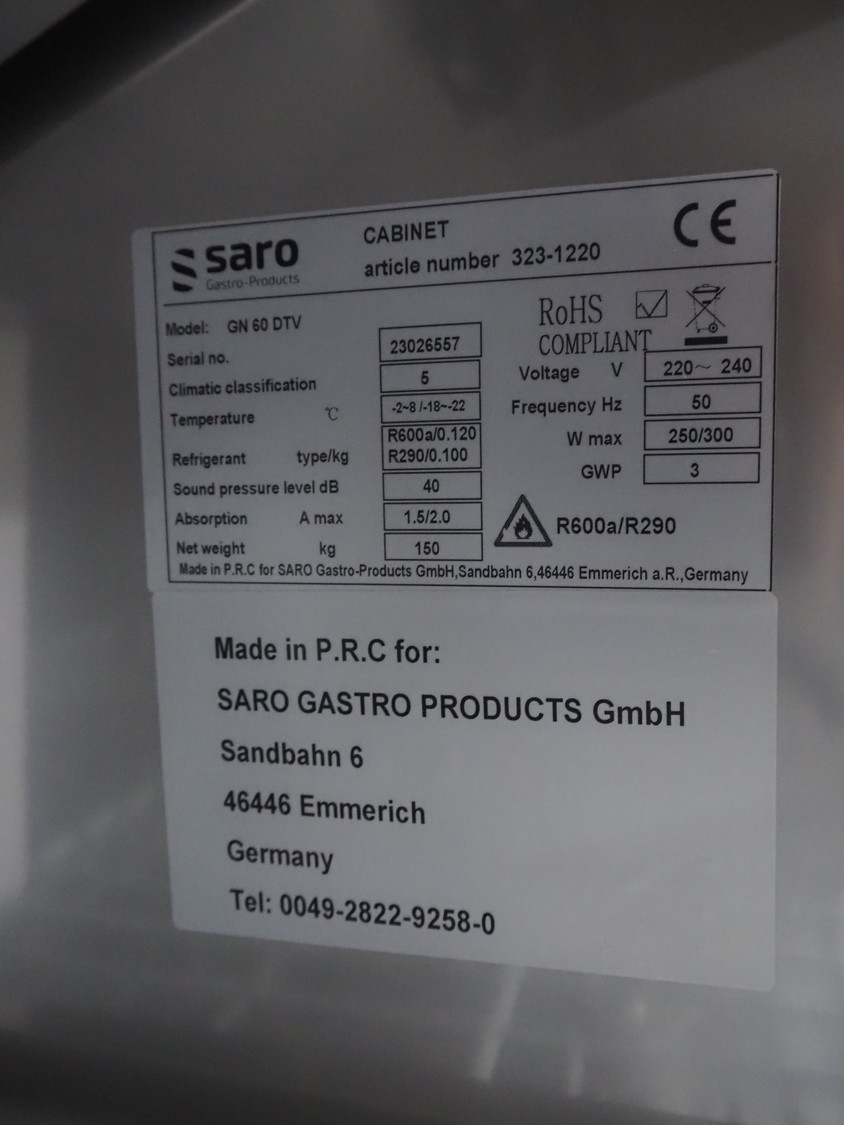 saro
Gastro-Products
CABINET
article number 323-1220
CE
Model: GN 60 DTV
RoHS
COMPLIANT
Serial no. 23026557
Voltage V 220～ 240
Climatic classification 5
Frequency Hz 50
Temperature ℃ -2~8 /-18~-22
W max 250/300
Refrigerant type/kg R600a/0.120
R290/0.100
GWP 3
Sound pressure level dB 40
Absorption A max 1.5/2.0
R600a/R290
Net weight kg 150
Made in P.R.C for SARO Gastro-Products GmbH,Sandbahn 6,46446 Emmerich a.R.,Germany
Made in P.R.C for:
SARO GASTRO PRODUCTS GmbH
Sandbahn 6
46446 Emmerich
Germany
Tel: 0049-2822-9258-0